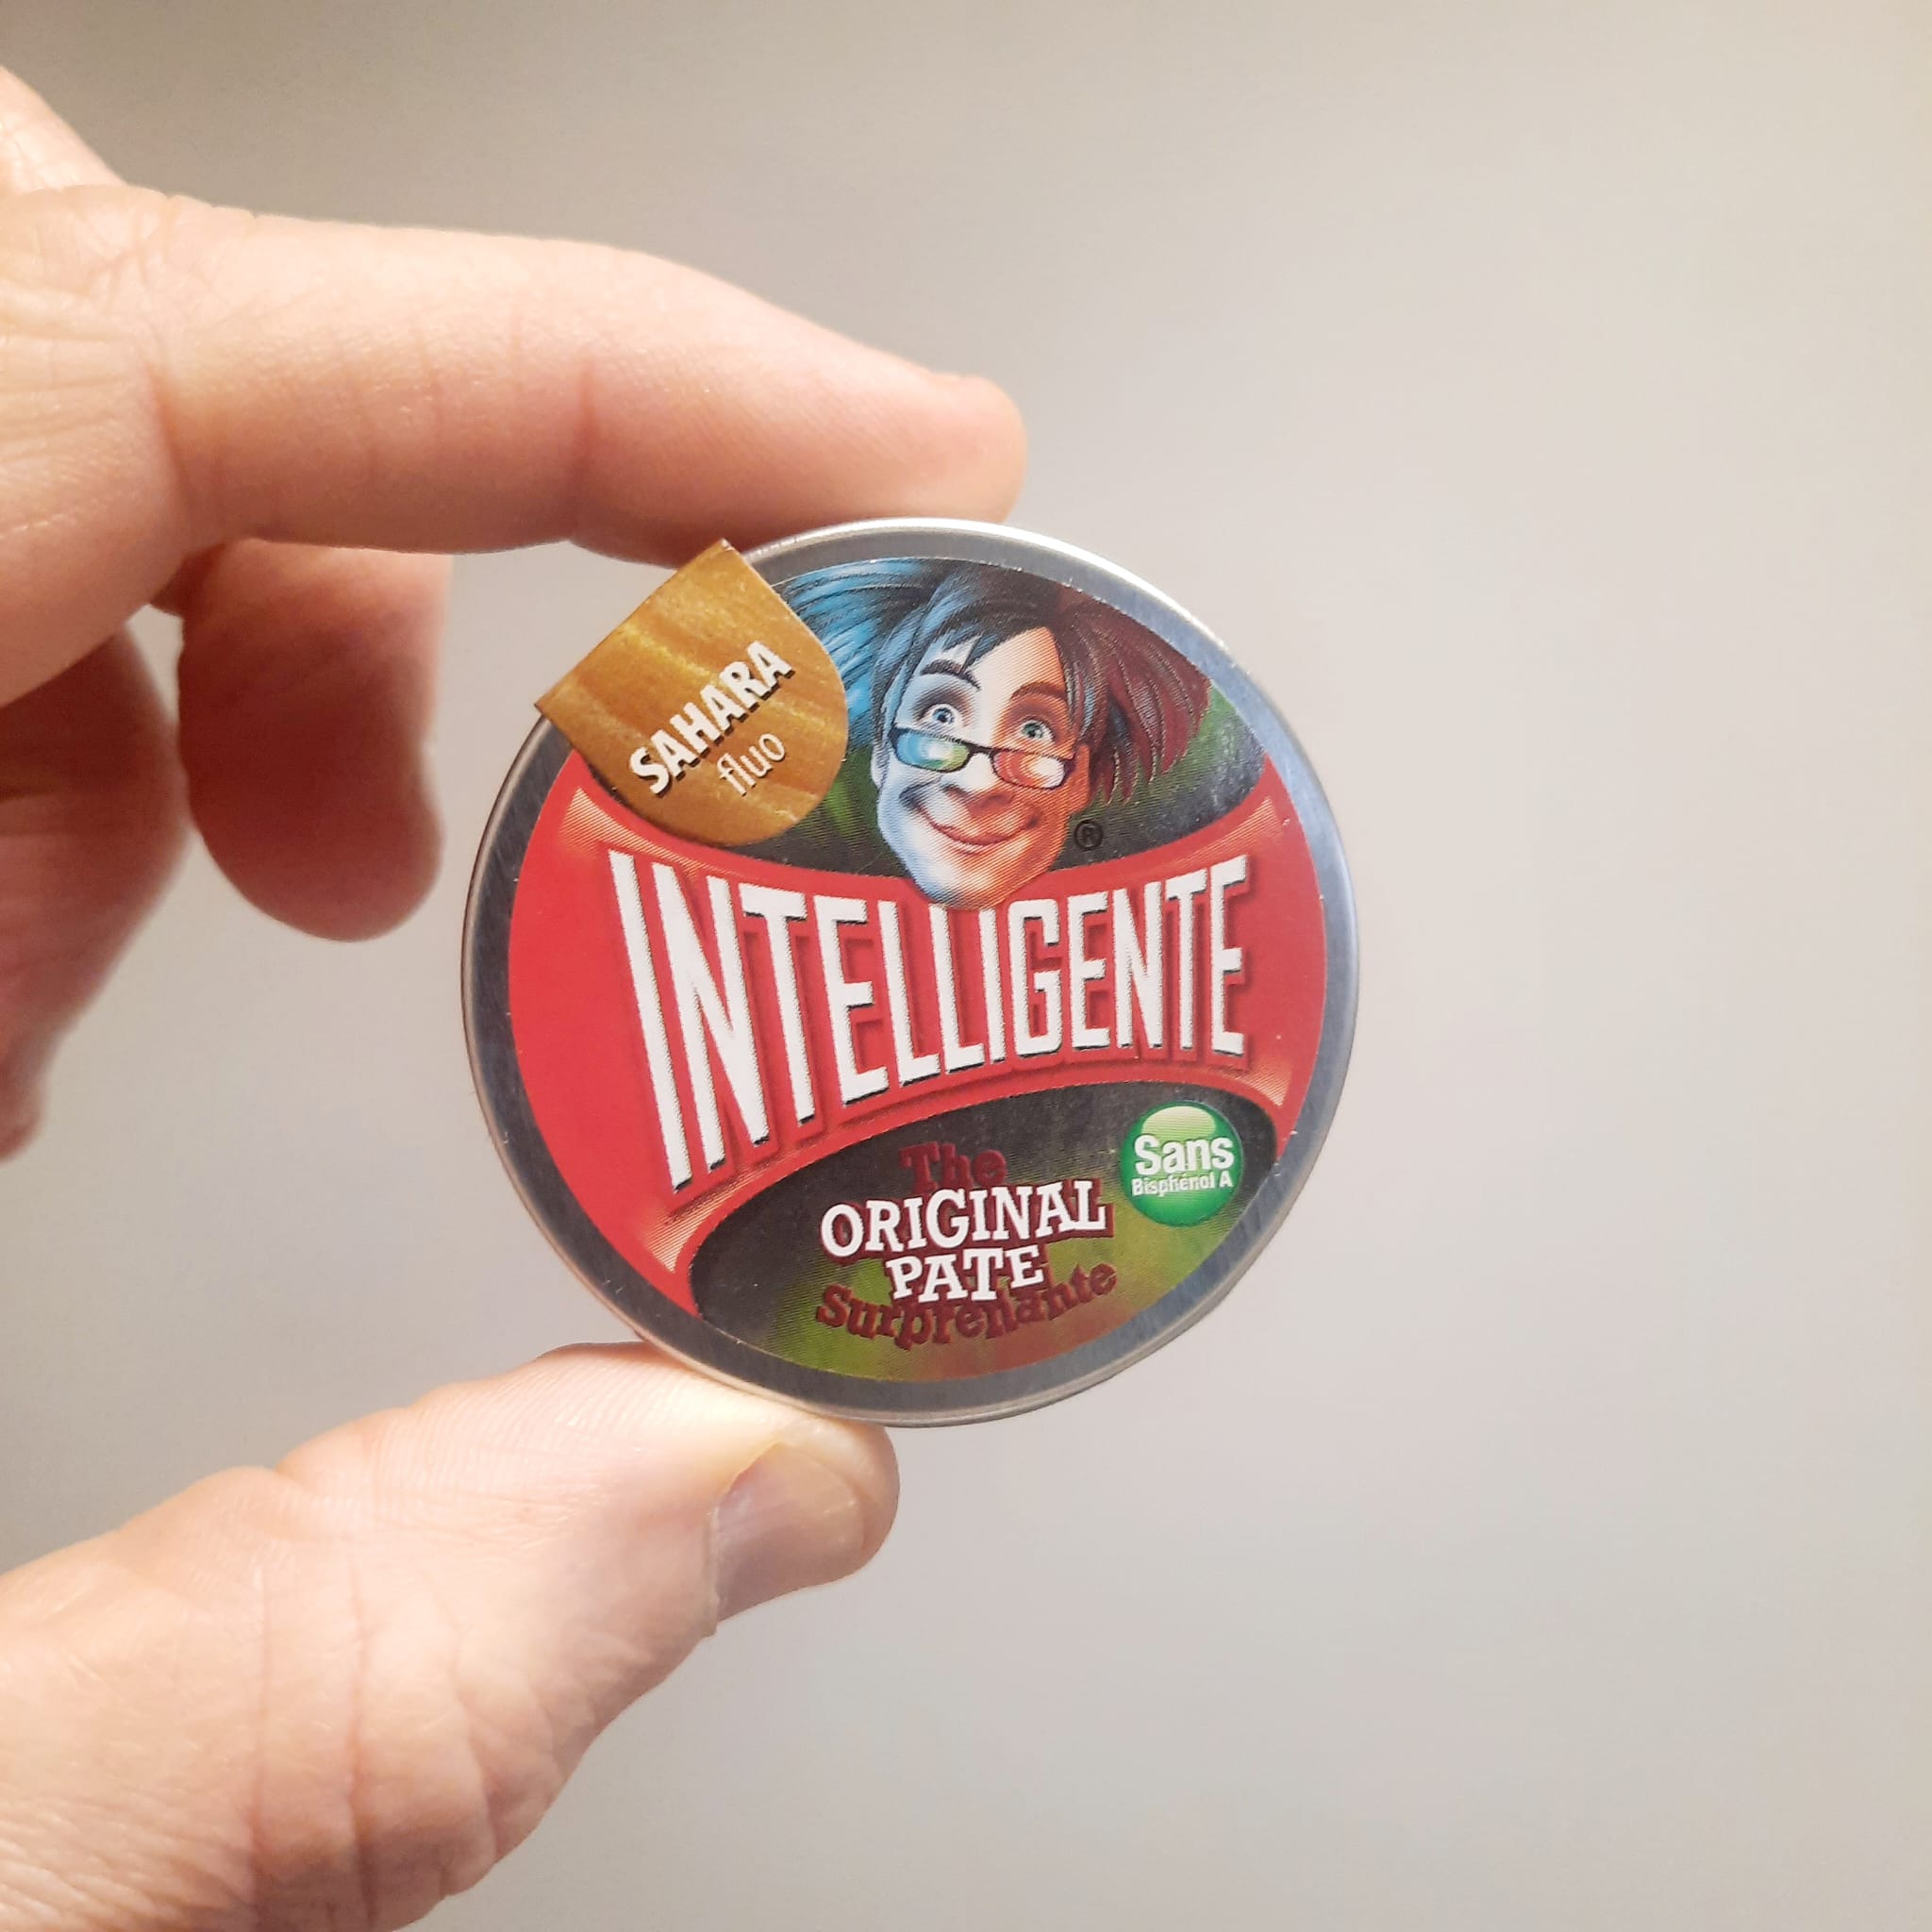 SAHARA
fluo
®
INTELLIGENTE
The
ORIGINAL
PATE
Surprenante
Sans
Bisphénol A